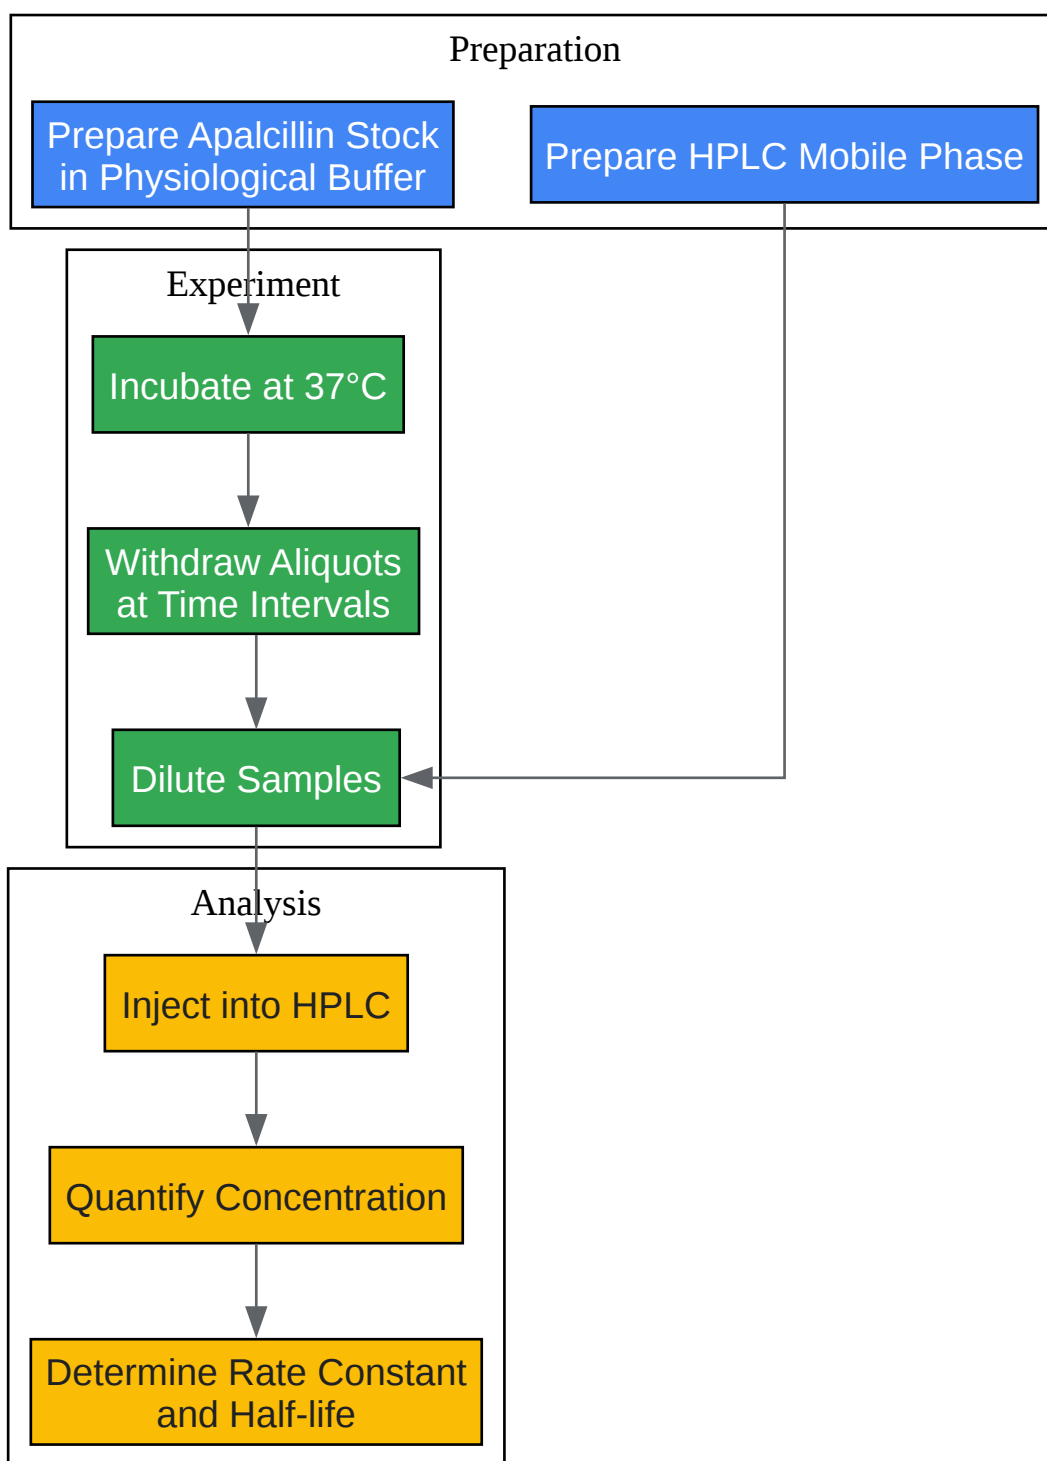 Preparation
Prepare Apalcillin Stock
in Physiological Buffer
Prepare HPLC Mobile Phase
Experiment
Incubate at 37°C
Withdraw Aliquots
at Time Intervals
Dilute Samples
Analysis
Inject into HPLC
Quantify Concentration
Determine Rate Constant
and Half-life